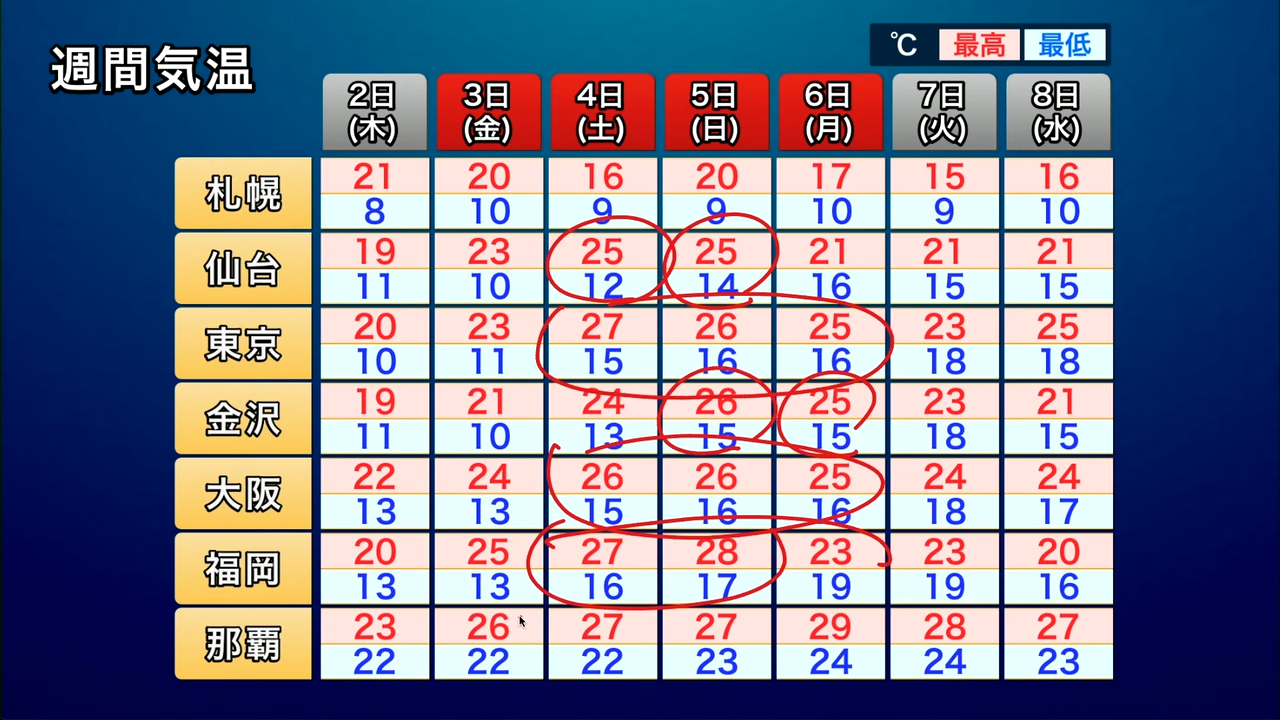 週間気温
℃ 最高 最低
2日 3日 4日 5日 6日 7日 8日
(木) (金) (土) (日) (月) (火) (水)
札幌 21 20 16 20 17 15 16
8 10 9 9 10 9 10
仙台 19 23 25 25 21 21 21
11 10 12 14 16 15 15
東京 20 23 27 26 25 23 25
10 11 15 16 16 18 18
金沢 19 21 24 26 25 23 21
11 10 13 15 15 18 15
大阪 22 24 26 26 25 24 24
13 13 15 16 16 18 17
福岡 20 25 27 28 23 23 20
13 13 16 17 19 19 16
那覇 23 26 27 27 29 28 27
22 22 22 23 24 24 23